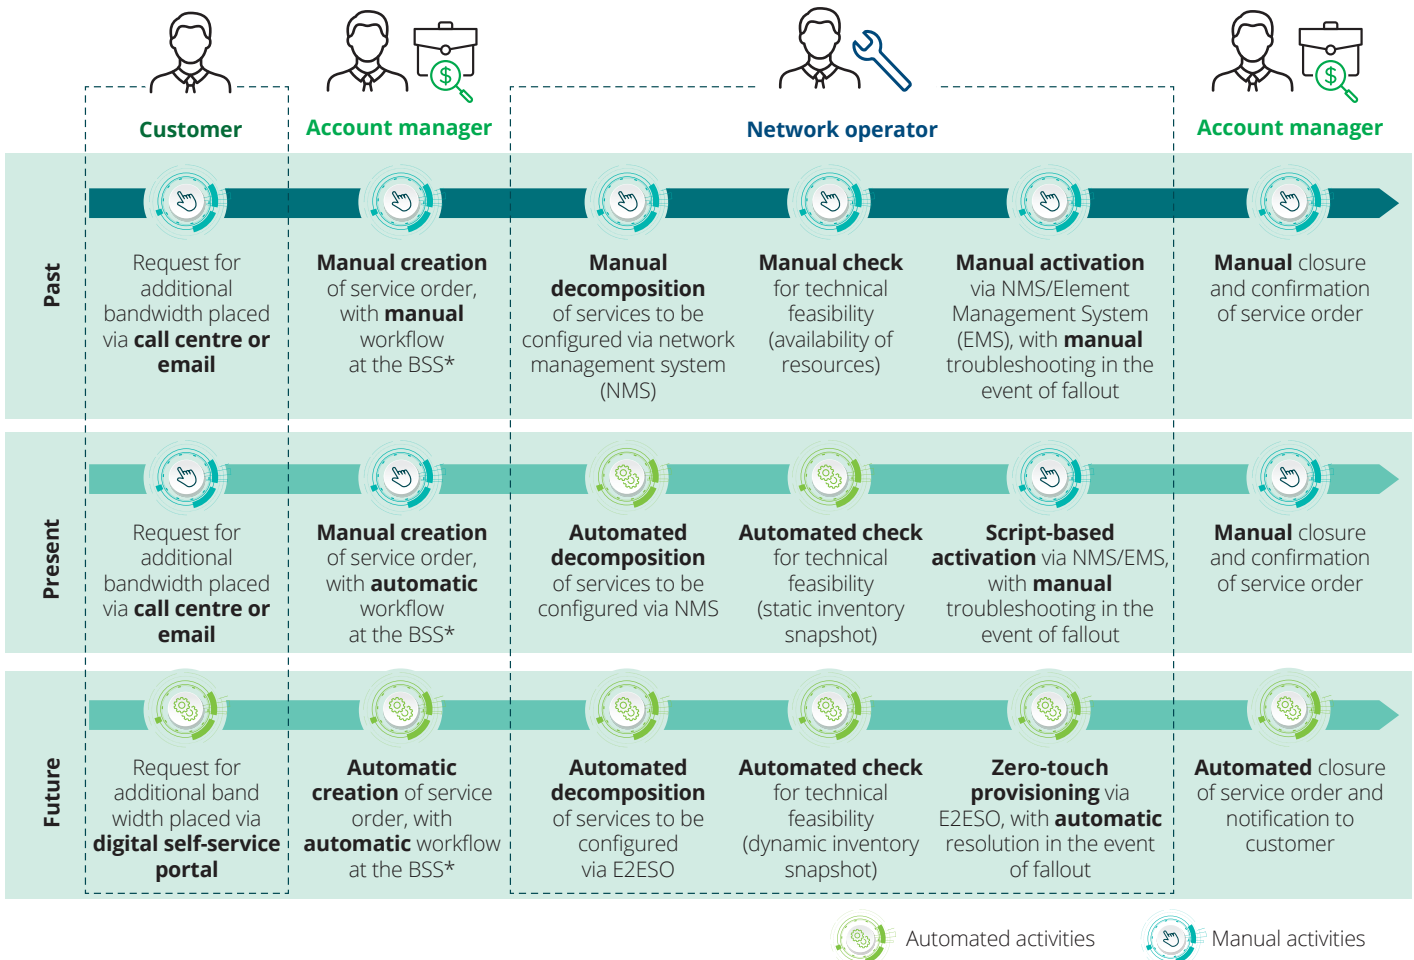 Customer
Account manager
Network operator
Account manager
Past
Request for
additional
bandwidth placed
via call centre or
email
Manual creation
of service order,
with manual
workflow
at the BSS*
Manual
decomposition
of services to be
configured via network
management system
(NMS)
Manual check
for technical
feasibility
(availability of
resources)
Manual activation
via NMS/Element
Management System
(EMS), with manual
troubleshooting in the
event of fallout
Manual closure
and confirmation
of service order
Present
Request for
additional
bandwidth placed
via call centre or
email
Manual creation
of service order,
with automatic
workflow
at the BSS*
Automated
decomposition
of services to be
configured via NMS
Automated check
for technical
feasibility
(static inventory
snapshot)
Script-based
activation via NMS/EMS,
with manual
troubleshooting in the
event of fallout
Manual closure
and confirmation
of service order
Future
Request for
additional band
width placed via
digital self-service
portal
Automatic
creation of service
order, with
automatic workflow
at the BSS*
Automated
decomposition
of services to be
configured
via E2ESO
Automated check
for technical
feasibility
(dynamic inventory
snapshot)
Zero-touch
provisioning via
E2ESO, with automatic
resolution in the event
of fallout
Automated closure
of service order and
notification to
customer
Automated activities
Manual activities